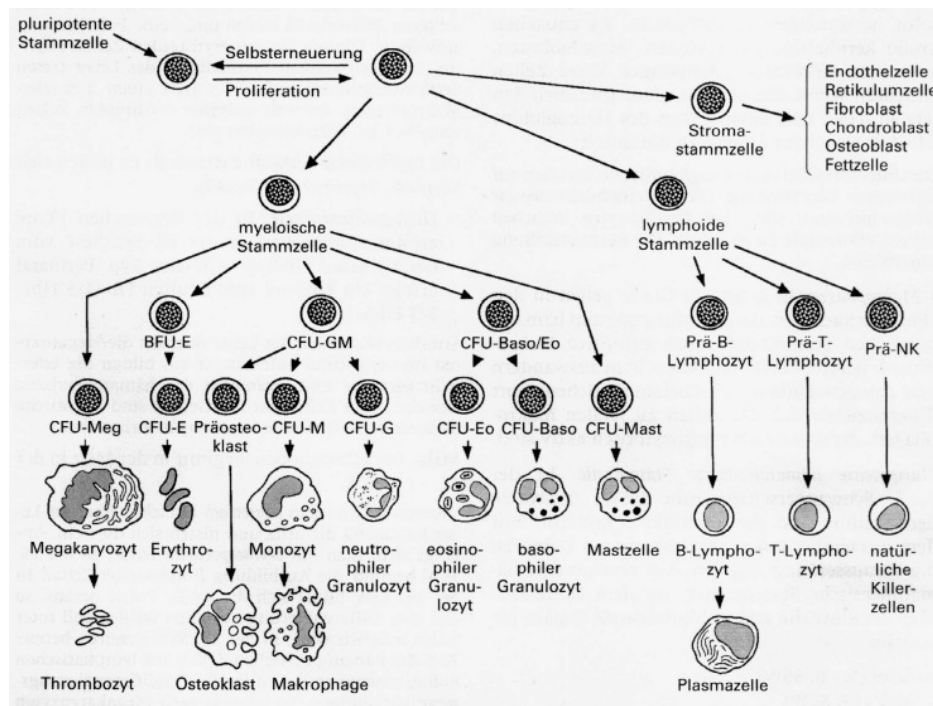 pluripotente
Stammzelle
Selbsterneuerung
Proliferation
Endothelzelle
Retikulumzelle
Fibroblast
Chondroblast
Osteoblast
Fettzelle
Stroma-
stammzelle
myeloische
Stammzelle
lymphoide
Stammzelle
BFU-E
CFU-GM
CFU-Baso/Eo
Prä-B-
Lymphozyt
Prä-T-
Lymphozyt
Prä-NK
CFU-Meg
CFU-E
Präosteo-
klast
CFU-M
CFU-G
CFU-Eo
CFU-Baso
CFU-Mast
Megakaryozyt
Erythro-
zyt
Monozyt
neutro-
philer
Granulozyt
eosino-
philer
Granu-
lozyt
baso-
philer
Granulozyt
Mastzelle
B-Lympho-
zyt
T-Lympho-
zyt
natür-
liche
Killer-
zellen
Thrombozyt
Osteoklast
Makrophage
Plasmazelle